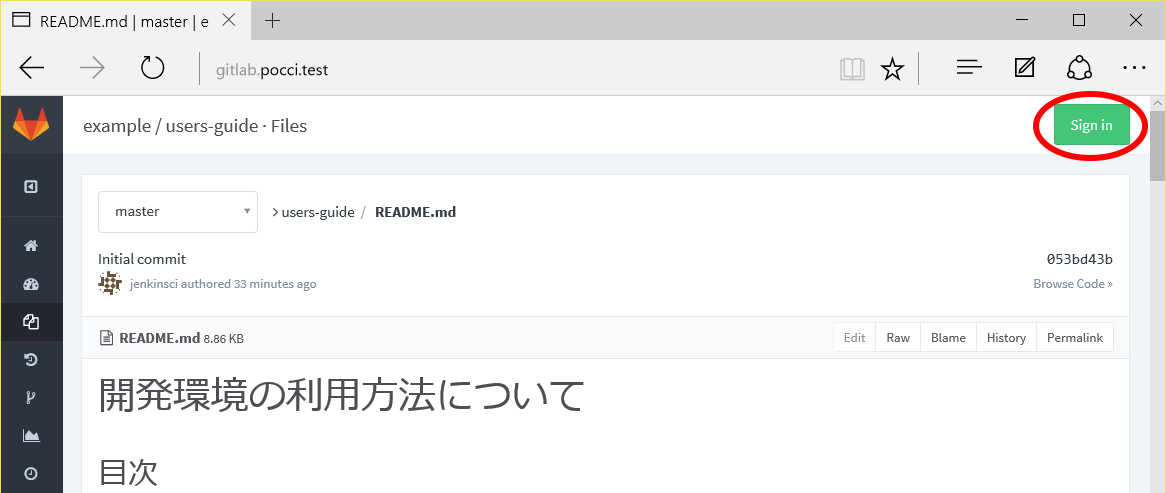 README.md | master | e
gitlab.pocci.test
example / users-guide · Files
Sign in
master
users-guide / README.md
Initial commit
053bd43b
jenkinsci authored 33 minutes ago
Browse Code »
README.md 8.86 KB
Edit Raw Blame History Permalink
開発環境の利用方法について
目次